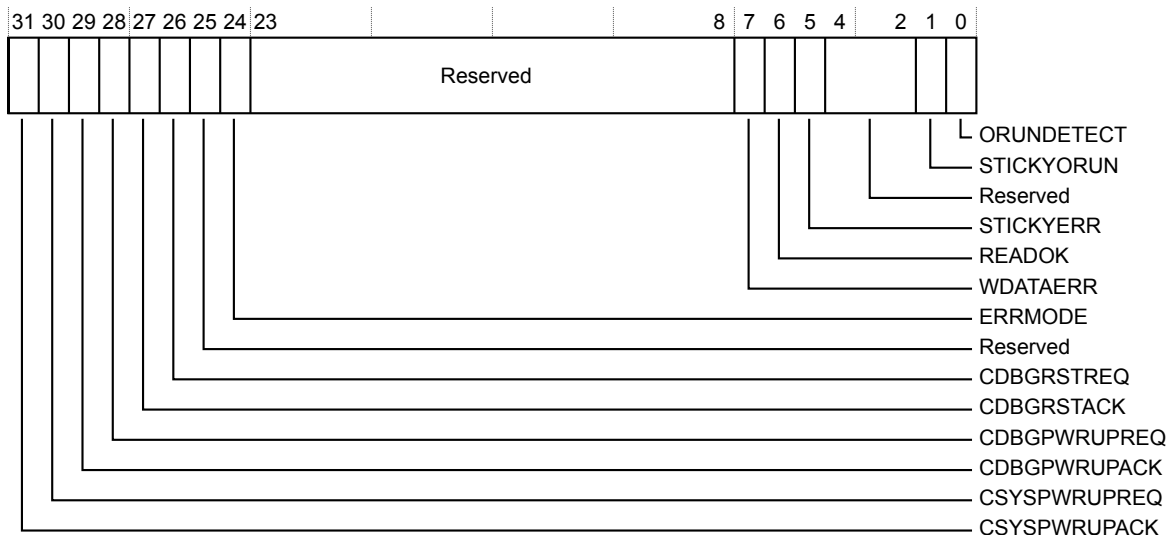 31 30 29 28 27 26 25 24 23 8 7 6 5 4 2 1 0
Reserved
ORUNDETECT
STICKYORUN
Reserved
STICKYERR
READOK
WDATAERR
ERRMODE
Reserved
CDBGRSTREQ
CDBGRSTACK
CDBGPWRUPREQ
CDBGPWRUPACK
CSYSPWRUPREQ
CSYSPWRUPACK